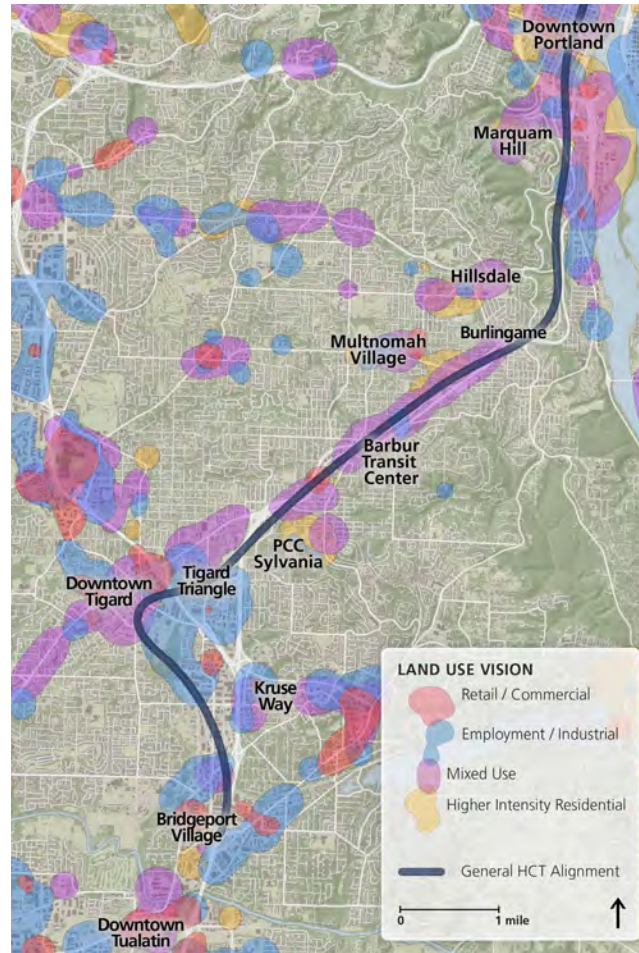 Downtown
Portland
Marquam
Hill
Hillsdale
Burlingame
Multnomah
Village
Barbur
Transit
Center
PCC
Sylvania
Tigard
Triangle
Downtown
Tigard
Kruse
Way
Bridgeport
Village
Downtown
Tualatin
LAND USE VISION
Retail / Commercial
Employment / Industrial
Mixed Use
Higher Intensity Residential
General HCT Alignment
0
1 mile